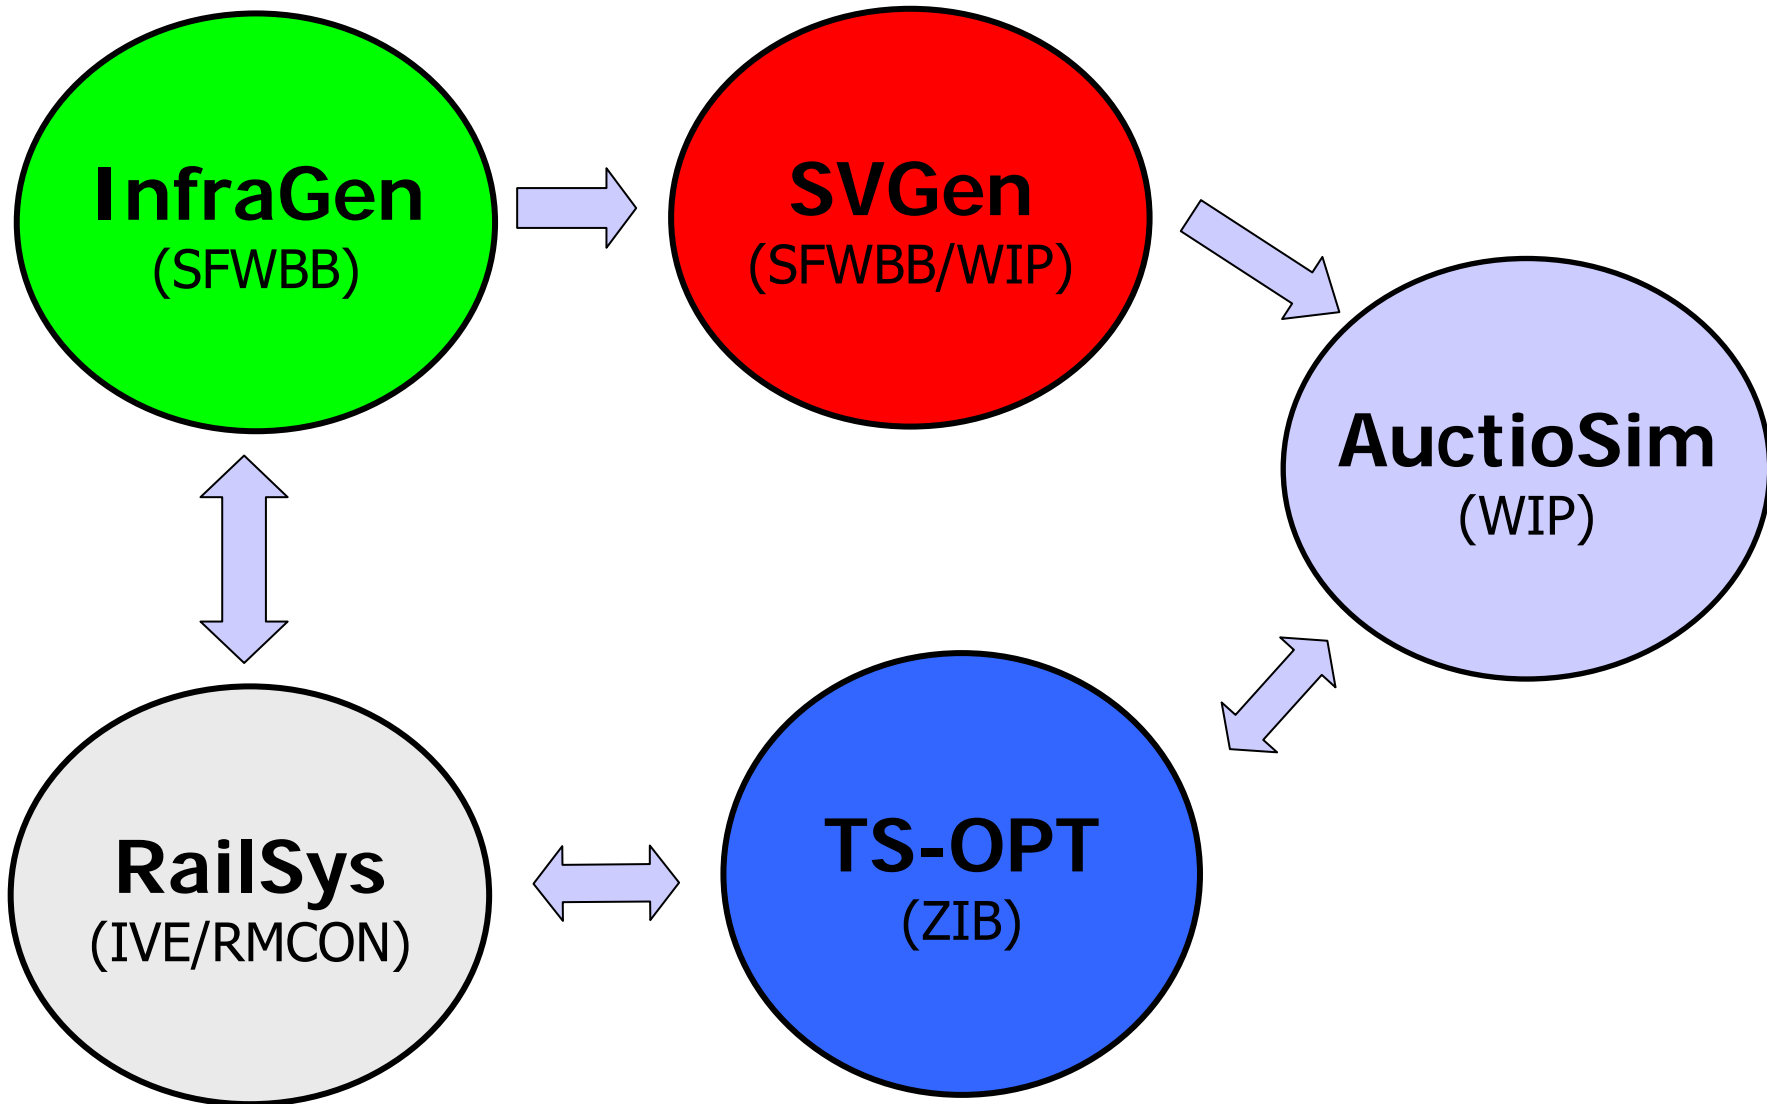 InfraGen
(SFWBB)
SVGen
(SFWBB/WIP)
AuctioSim
(WIP)
RailSys
(IVE/RMCON)
TS-OPT
(ZIB)